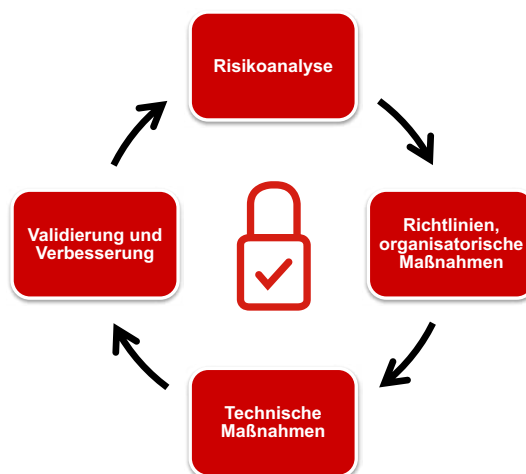 Risikoanalyse
Richtlinien,
organisatorische
Maßnahmen
Technische
Maßnahmen
Validierung und
Verbesserung